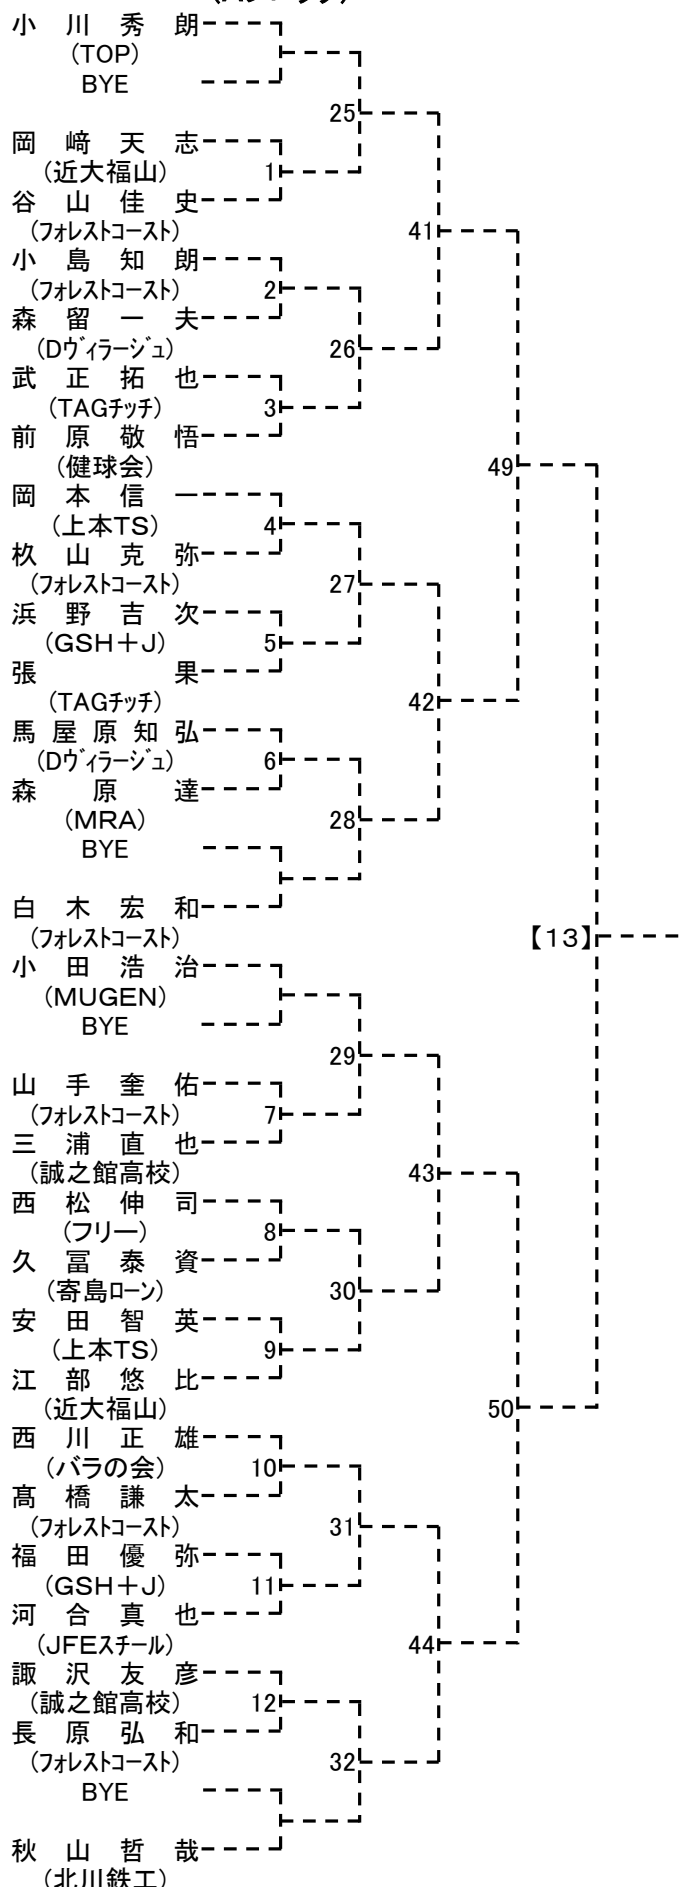 小川秀朗
(TOP)
BYE
25
岡﨑天志
(近大福山)
1
谷山佳史
(フォレストコースト)
41
小島知朗
(フォレストコースト)
2
森留一夫
(Dヴィラージュ)
26
武正拓也
(TAGチッチ)
3
前原敬悟
(健球会)
49
岡本信一
(上本TS)
4
杁山克弥
(フォレストコースト)
27
浜野吉次
(GSH+J)
5
張果
(TAGチッチ)
42
馬屋原知弘
(Dヴィラージュ)
6
森原達
(MRA)
28
BYE
白木宏和
(フォレストコースト)
【13】
小田浩治
(MUGEN)
BYE
29
山手奎佑
(フォレストコースト)
7
三浦直也
(誠之館高校)
43
西松伸司
(フリー)
8
久冨泰資
(寄島ローン)
30
安田智英
(上本TS)
9
江部悠比
(近大福山)
50
西川正雄
(バラの会)
10
髙橋謙太
(フォレストコースト)
31
福田優弥
(GSH+J)
11
河合真也
(JFEスチール)
44
諏沢友彦
(誠之館高校)
12
長原弘和
(フォレストコースト)
32
BYE
秋山哲哉
(北川鉄工)